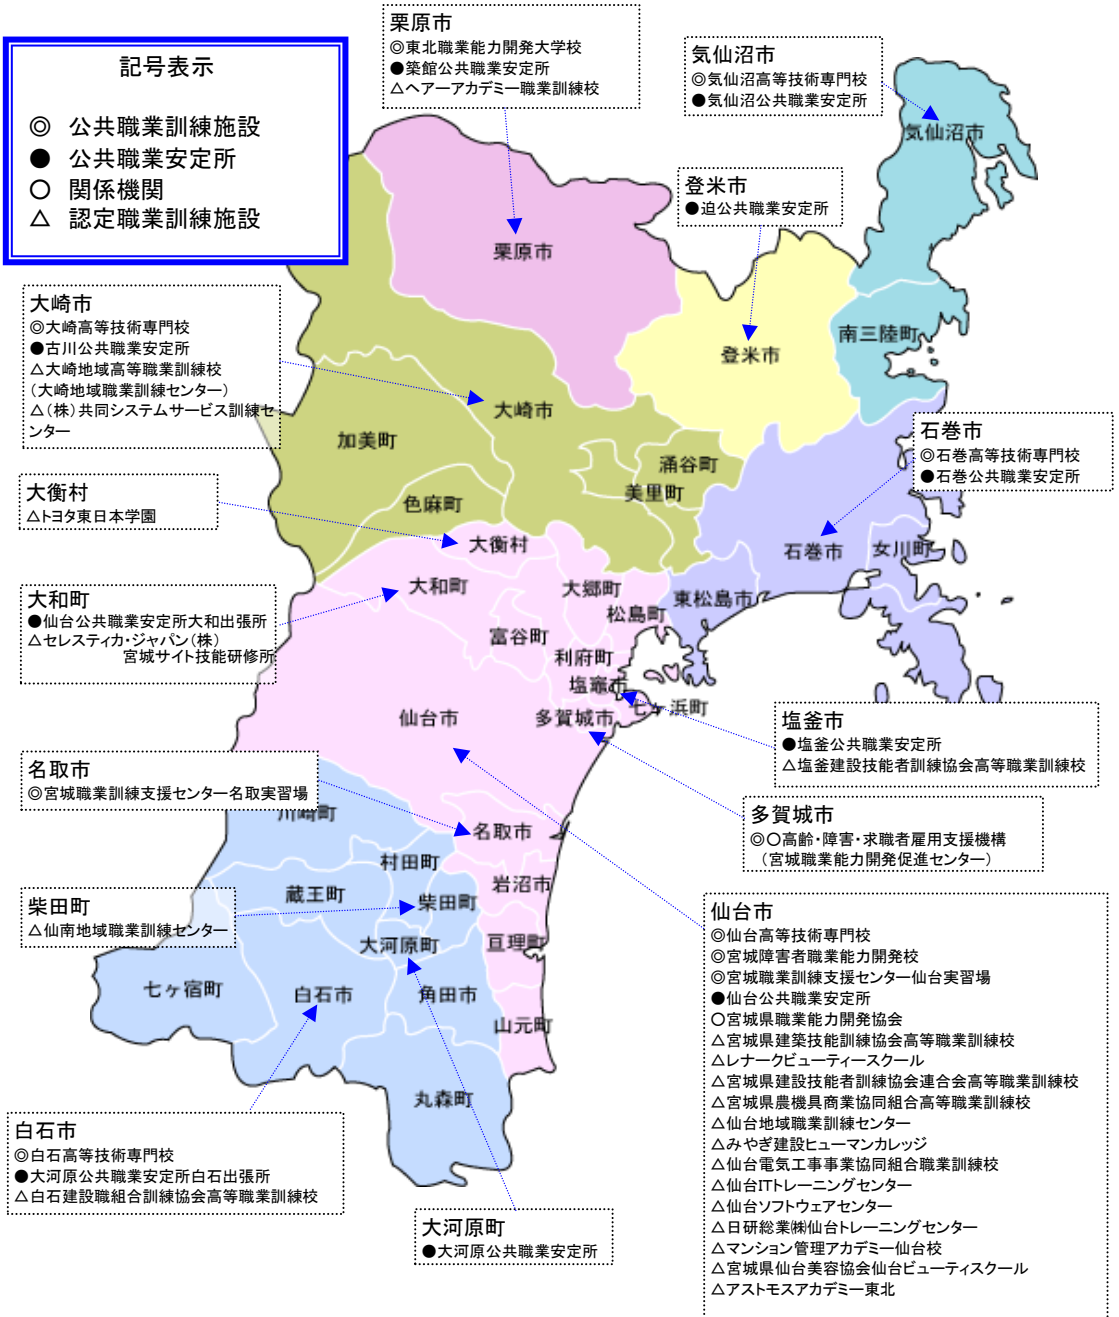 記号表示
◎ 公共職業訓練施設
● 公共職業安定所
○ 関係機関
△ 認定職業訓練施設
栗原市
◎東北職業能力開発大学校
●築館公共職業安定所
△ヘアーアカデミー職業訓練校
気仙沼市
◎気仙沼高等技術専門校
●気仙沼公共職業安定所
登米市
●迫公共職業安定所
大崎市
◎大崎高等技術専門校
●古川公共職業安定所
△大崎地域高等職業訓練校
(大崎地域職業訓練センター)
△(株)共同システムサービス訓練セ
ンター
石巻市
◎石巻高等技術専門校
●石巻公共職業安定所
大衡村
△トヨタ東日本学園
大和町
●仙台公共職業安定所大和出張所
△セレスティカ・ジャパン(株)
宮城サイト技能研修所
塩釜市
●塩釜公共職業安定所
△塩釜建設技能者訓練協会高等職業訓練校
名取市
◎宮城職業訓練支援センター名取実習場
多賀城市
◎○高齢・障害・求職者雇用支援機構
(宮城職業能力開発促進センター)
柴田町
△仙南地域職業訓練センター
仙台市
◎仙台高等技術専門校
◎宮城障害者職業能力開発校
◎宮城職業訓練支援センター仙台実習場
●仙台公共職業安定所
○宮城県職業能力開発協会
△宮城県建築技能訓練協会高等職業訓練校
△レナークビューティースクール
△宮城県建設技能者訓練協会連合会高等職業訓練校
△宮城県農機具商業協同組合高等職業訓練校
△仙台地域職業訓練センター
△みやぎ建設ヒューマンカレッジ
△仙台電気工事事業協同組合職業訓練校
△仙台ITトレーニングセンター
△仙台ソフトウェアセンター
△日研総業㈱仙台トレーニングセンター
△マンション管理アカデミー仙台校
△宮城県仙台美容協会仙台ビューティスクール
△アストモスアカデミー東北
白石市
◎白石高等技術専門校
●大河原公共職業安定所白石出張所
△白石建設職組合訓練協会高等職業訓練校
大河原町
●大河原公共職業安定所
気仙沼市
栗原市
南三陸町
登米市
大崎市
加美町
涌谷町
美里町
色麻町
大衡村
石巻市
女川町
大和町
大郷町
東松島市
松島町
富谷町
利府町
塩竈市
七ヶ浜町
仙台市
多賀城市
川崎町
名取市
村田町
岩沼市
蔵王町
柴田町
大河原町
亘理町
七ヶ宿町
白石市
角田市
山元町
丸森町